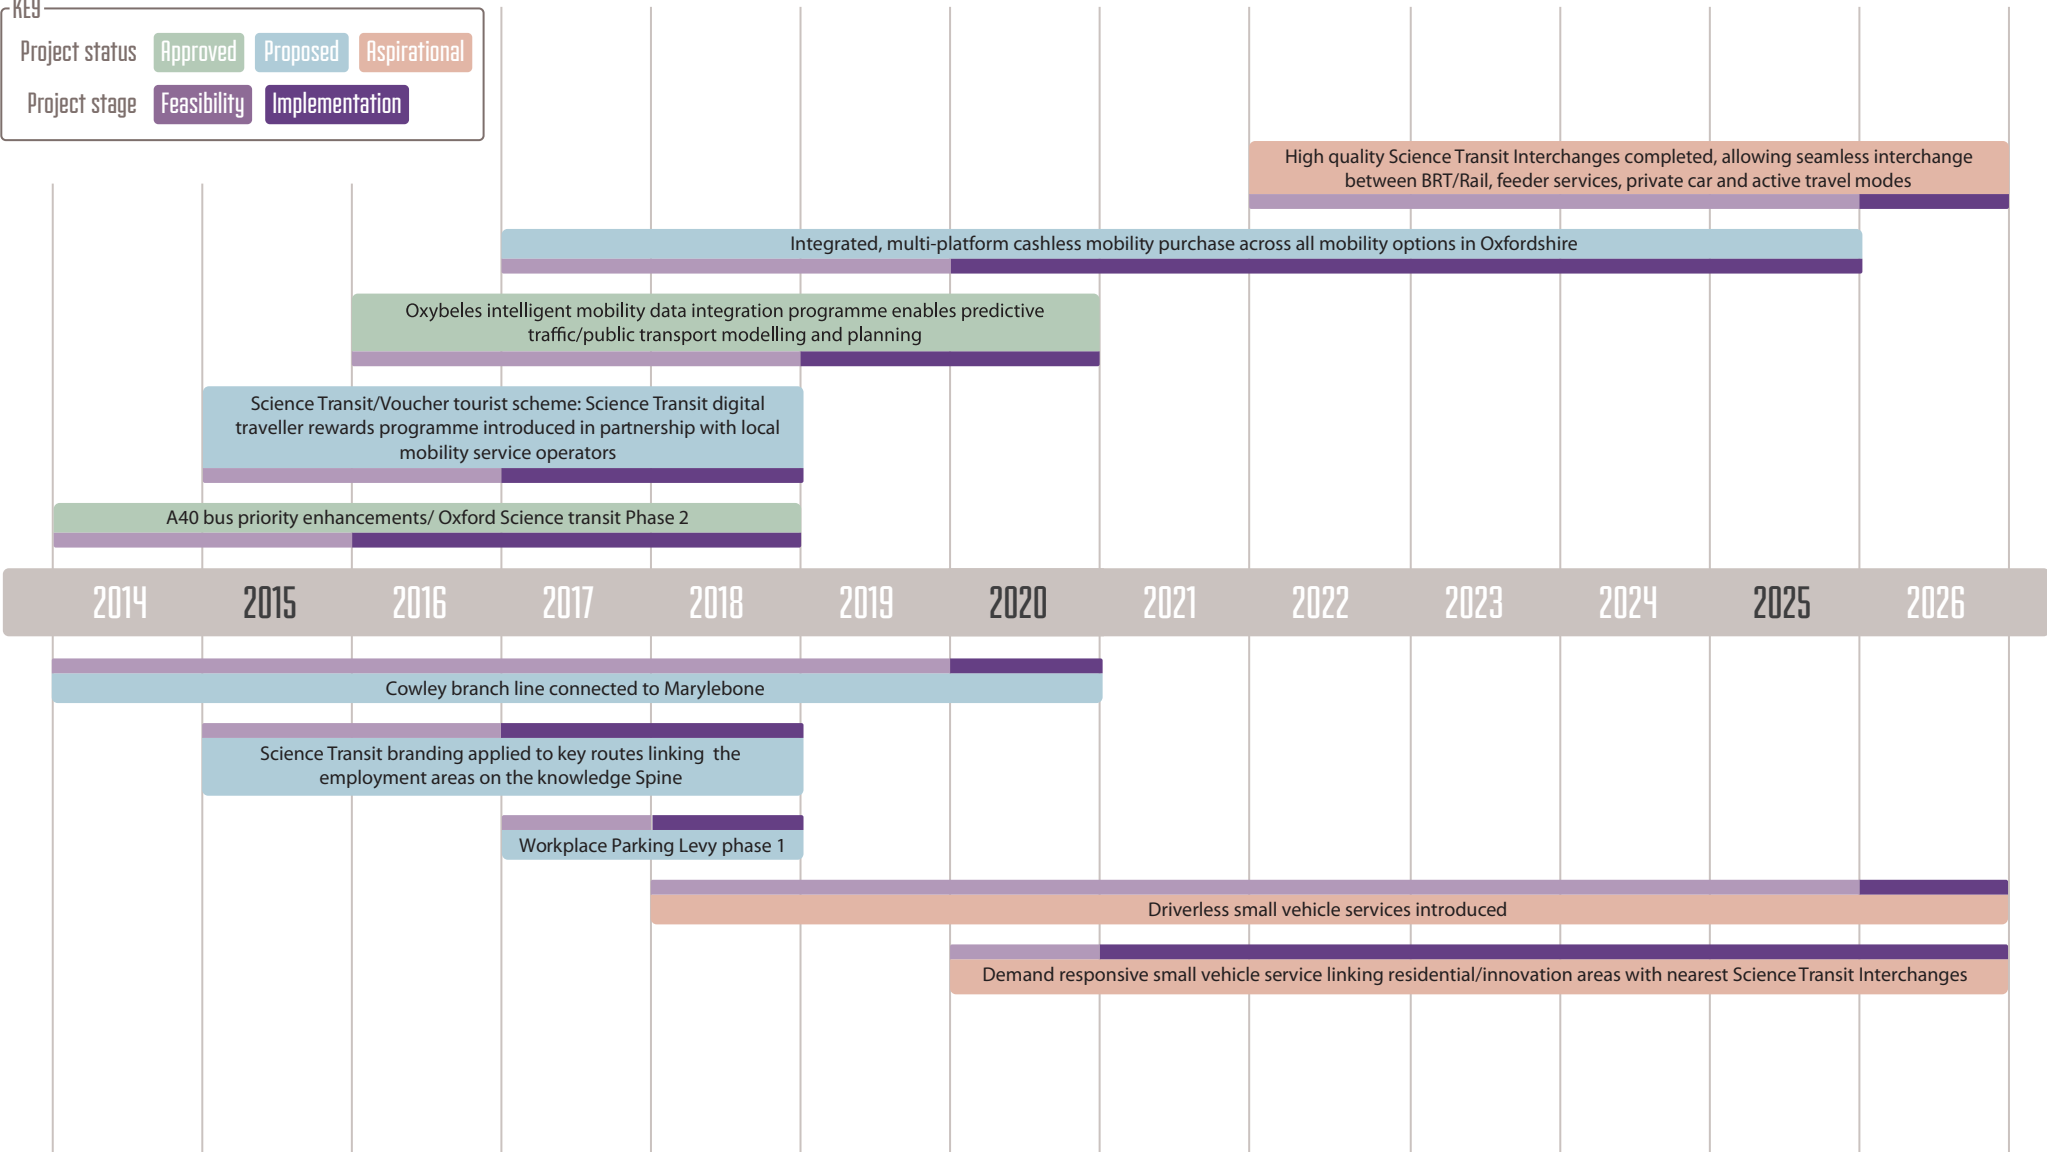 KEY
Project status Approved Proposed Aspirational
Project stage Feasibility Implementation
High quality Science Transit Interchanges completed, allowing seamless interchange
between BRT/Rail, feeder services, private car and active travel modes
Integrated, multi-platform cashless mobility purchase across all mobility options in Oxfordshire
Oxybeles intelligent mobility data integration programme enables predictive
traffic/public transport modelling and planning
Science Transit/Voucher tourist scheme: Science Transit digital
traveller rewards programme introduced in partnership with local
mobility service operators
A40 bus priority enhancements/ Oxford Science transit Phase 2
2014 2015 2016 2017 2018 2019 2020 2021 2022 2023 2024 2025 2026
Cowley branch line connected to Marylebone
Science Transit branding applied to key routes linking the
employment areas on the knowledge Spine
Workplace Parking Levy phase 1
Driverless small vehicle services introduced
Demand responsive small vehicle service linking residential/innovation areas with nearest Science Transit Interchanges